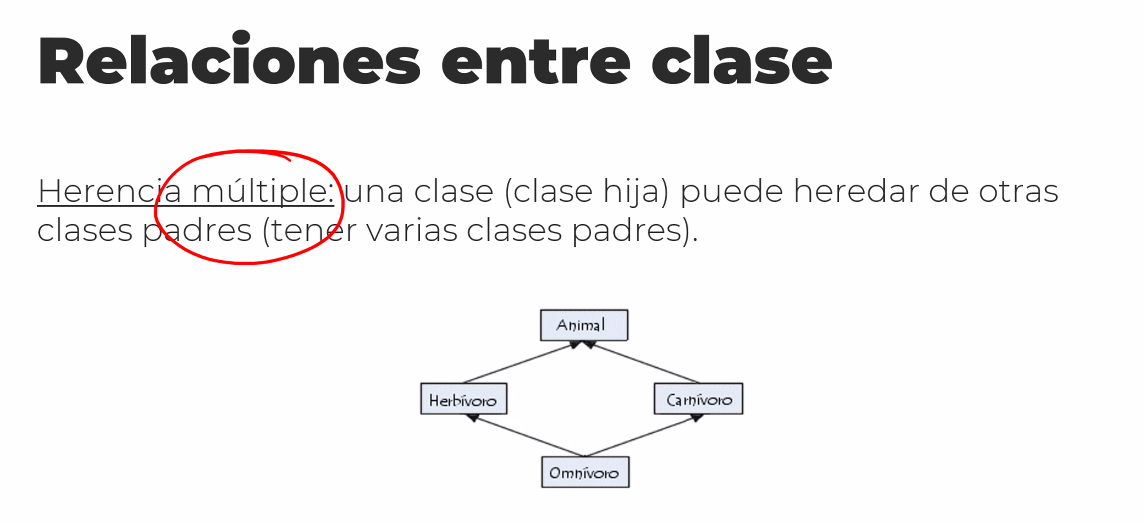 Relaciones entre clase
Herencia múltiple: una clase (clase hija) puede heredar de otras
clases padres (tener varias clases padres).
Animal
Herbívoro
Carnívoro
Omnívoro